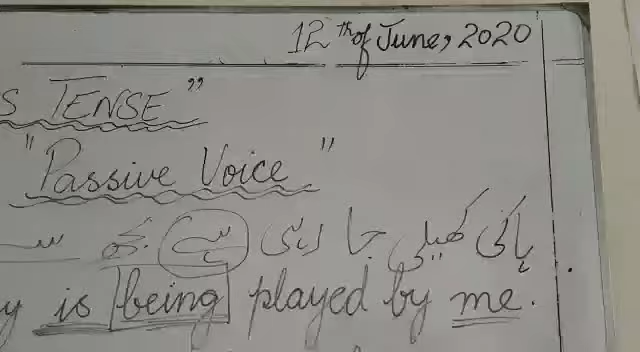 12th of June, 2020
S TENSE"
"Passive Voice"
ہاکی کھیلی جا رہی ہے مجھ سے
y is being played by me.